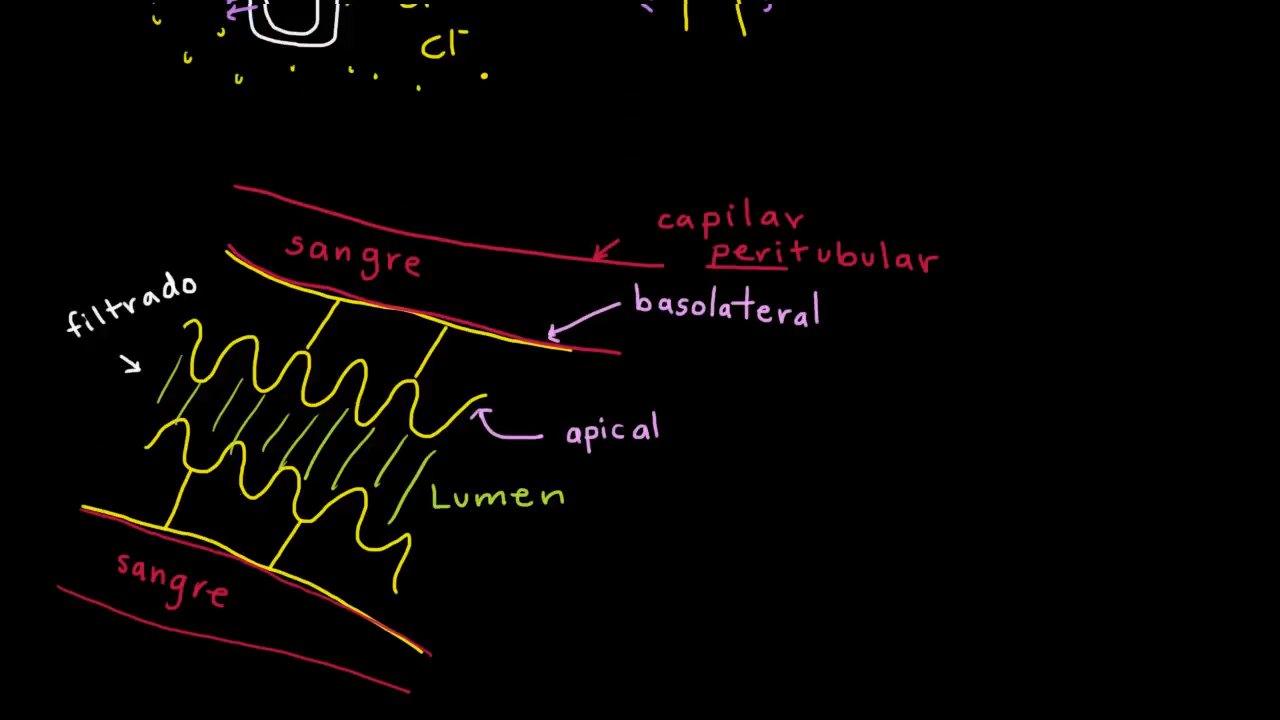 Cl⁻
capilar
peritubular
sangre
basolateral
filtrado
apical
Lumen
sangre